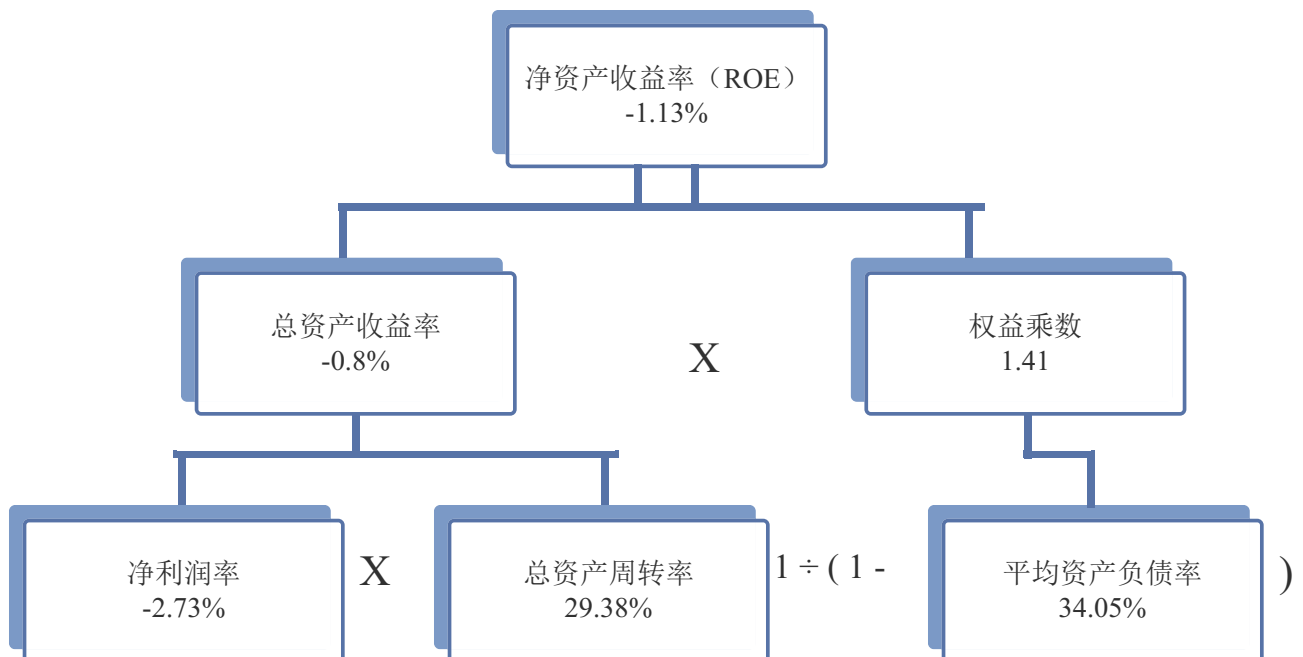 净资产收益率（ROE）
-1.13%
总资产收益率
-0.8%
X
权益乘数
1.41
净利润率
-2.73%
X
总资产周转率
29.38%
1 ÷ ( 1 -
平均资产负债率
34.05%
)